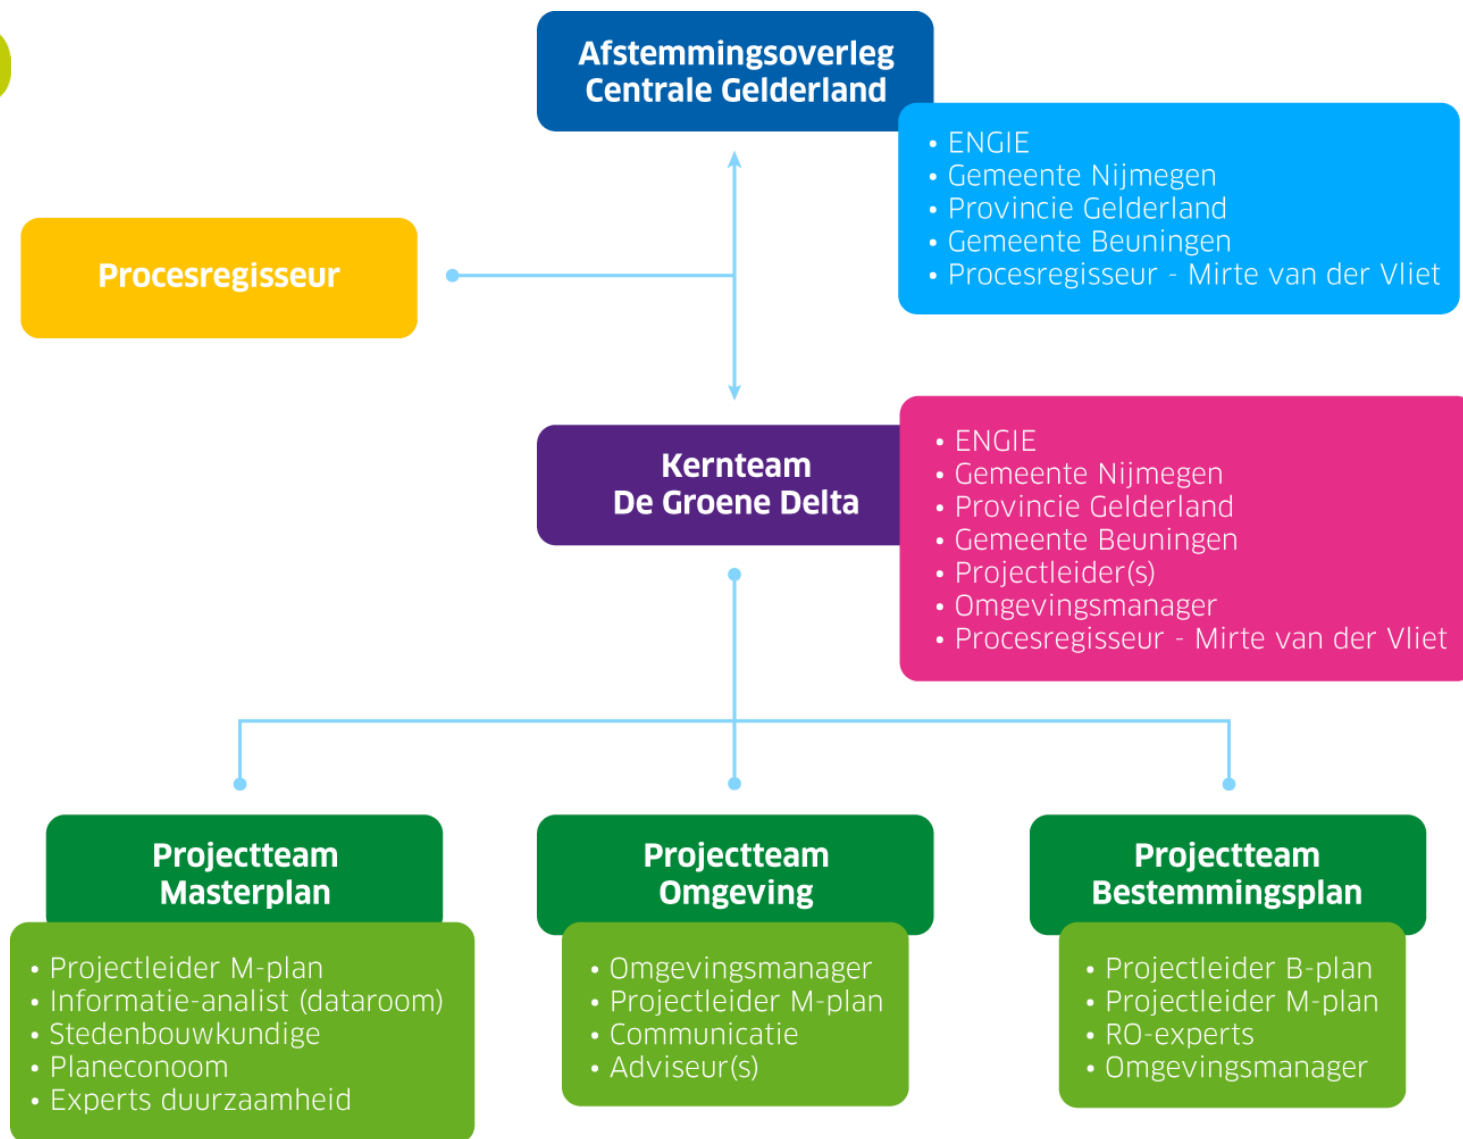 Afstemmingsoverleg
Centrale Gelderland
• ENGIE
• Gemeente Nijmegen
• Provincie Gelderland
• Gemeente Beuningen
• Procesregisseur - Mirte van der Vliet
Procesregisseur
Kernteam
De Groene Delta
• ENGIE
• Gemeente Nijmegen
• Provincie Gelderland
• Gemeente Beuningen
• Projectleider(s)
• Omgevingsmanager
• Procesregisseur - Mirte van der Vliet
Projectteam
Masterplan
• Projectleider M-plan
• Informatie-analist (dataroom)
• Stedenbouwkundige
• Planeconoom
• Experts duurzaamheid
Projectteam
Omgeving
• Omgevingsmanager
• Projectleider M-plan
• Communicatie
• Adviseur(s)
Projectteam
Bestemmingsplan
• Projectleider B-plan
• Projectleider M-plan
• RO-experts
• Omgevingsmanager